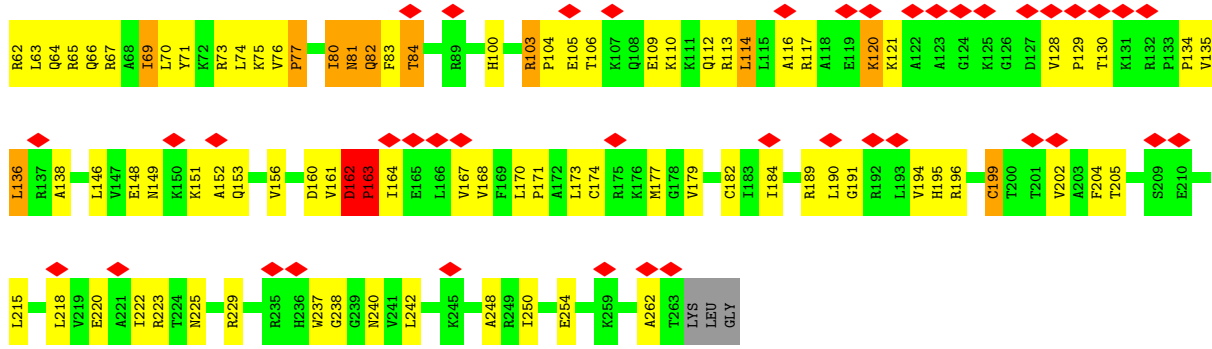 R62 L63 Q64 R65 Q66 R67 A68 I69 L70 Y71 K72 R73 L74 K75 V76 P77 I80 N81 Q82 F83 T84 R89 H100 R103 P104 E105 T106 K107 Q108 E109 K110 K111 Q112 R113 L114 L115 A116 R117 A118 E119 K120 K121 A122 A123 G124 K125 G126 D127 V128 P129 T130 K131 R132 P133 P134 V135
L136 R137 A138 L146 V147 E148 N149 K150 K151 A152 Q153 V156 D160 V161 D162 P163 I164 E165 L166 V167 V168 F169 L170 P171 A172 L173 C174 R175 K176 M177 G178 V179 C182 I183 I184 R189 L190 G191 R192 L193 V194 H195 R196 C199 T200 T201 V202 A203 F204 T205 S209 E210
L215 L218 V219 E220 A221 I222 R223 T224 N225 R229 R235 H236 W237 G238 G239 N240 V241 L242 K245 A248 R249 I250 E254 K259 A262 T263 LYS LEU GLY